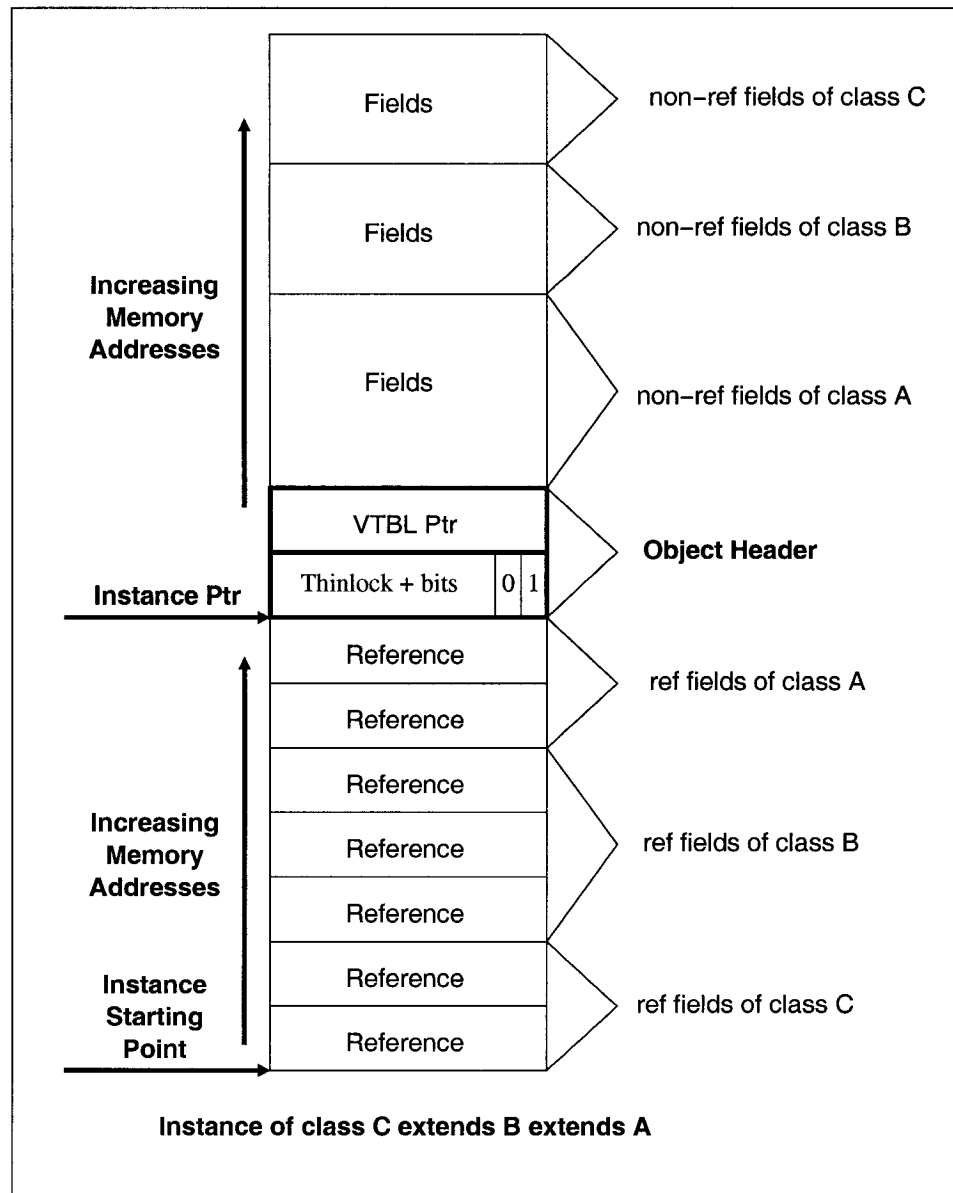 Fields
non-ref fields of class C
Fields
non-ref fields of class B
Increasing
Memory
Addresses
Fields
non-ref fields of class A
VTBL Ptr
Object Header
Thinlock + bits 0 1
Instance Ptr
Reference
ref fields of class A
Reference
Reference
Increasing
Memory
Addresses
Reference
ref fields of class B
Reference
Reference
Instance
Starting
Point
ref fields of class C
Reference
Instance of class C extends B extends A